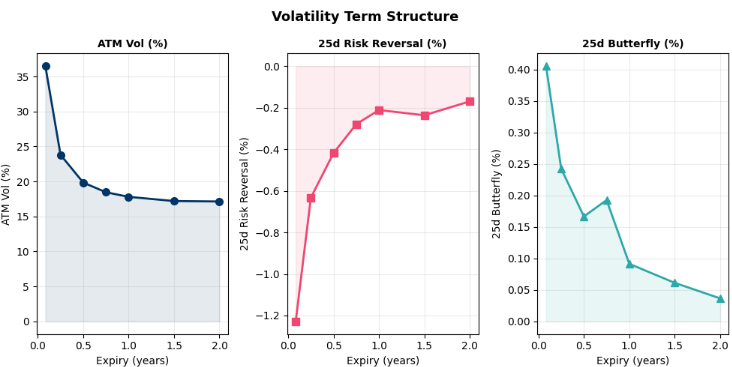 Volatility Term Structure
ATM Vol (%)
ATM Vol (%)
35
30
25
20
15
10
5
0
0.0 0.5 1.0 1.5 2.0
Expiry (years)
25d Risk Reversal (%)
25d Risk Reversal (%)
0.0
−0.2
−0.4
−0.6
−0.8
−1.0
−1.2
0.0 0.5 1.0 1.5 2.0
Expiry (years)
25d Butterfly (%)
25d Butterfly (%)
0.40
0.35
0.30
0.25
0.20
0.15
0.10
0.05
0.00
0.0 0.5 1.0 1.5 2.0
Expiry (years)